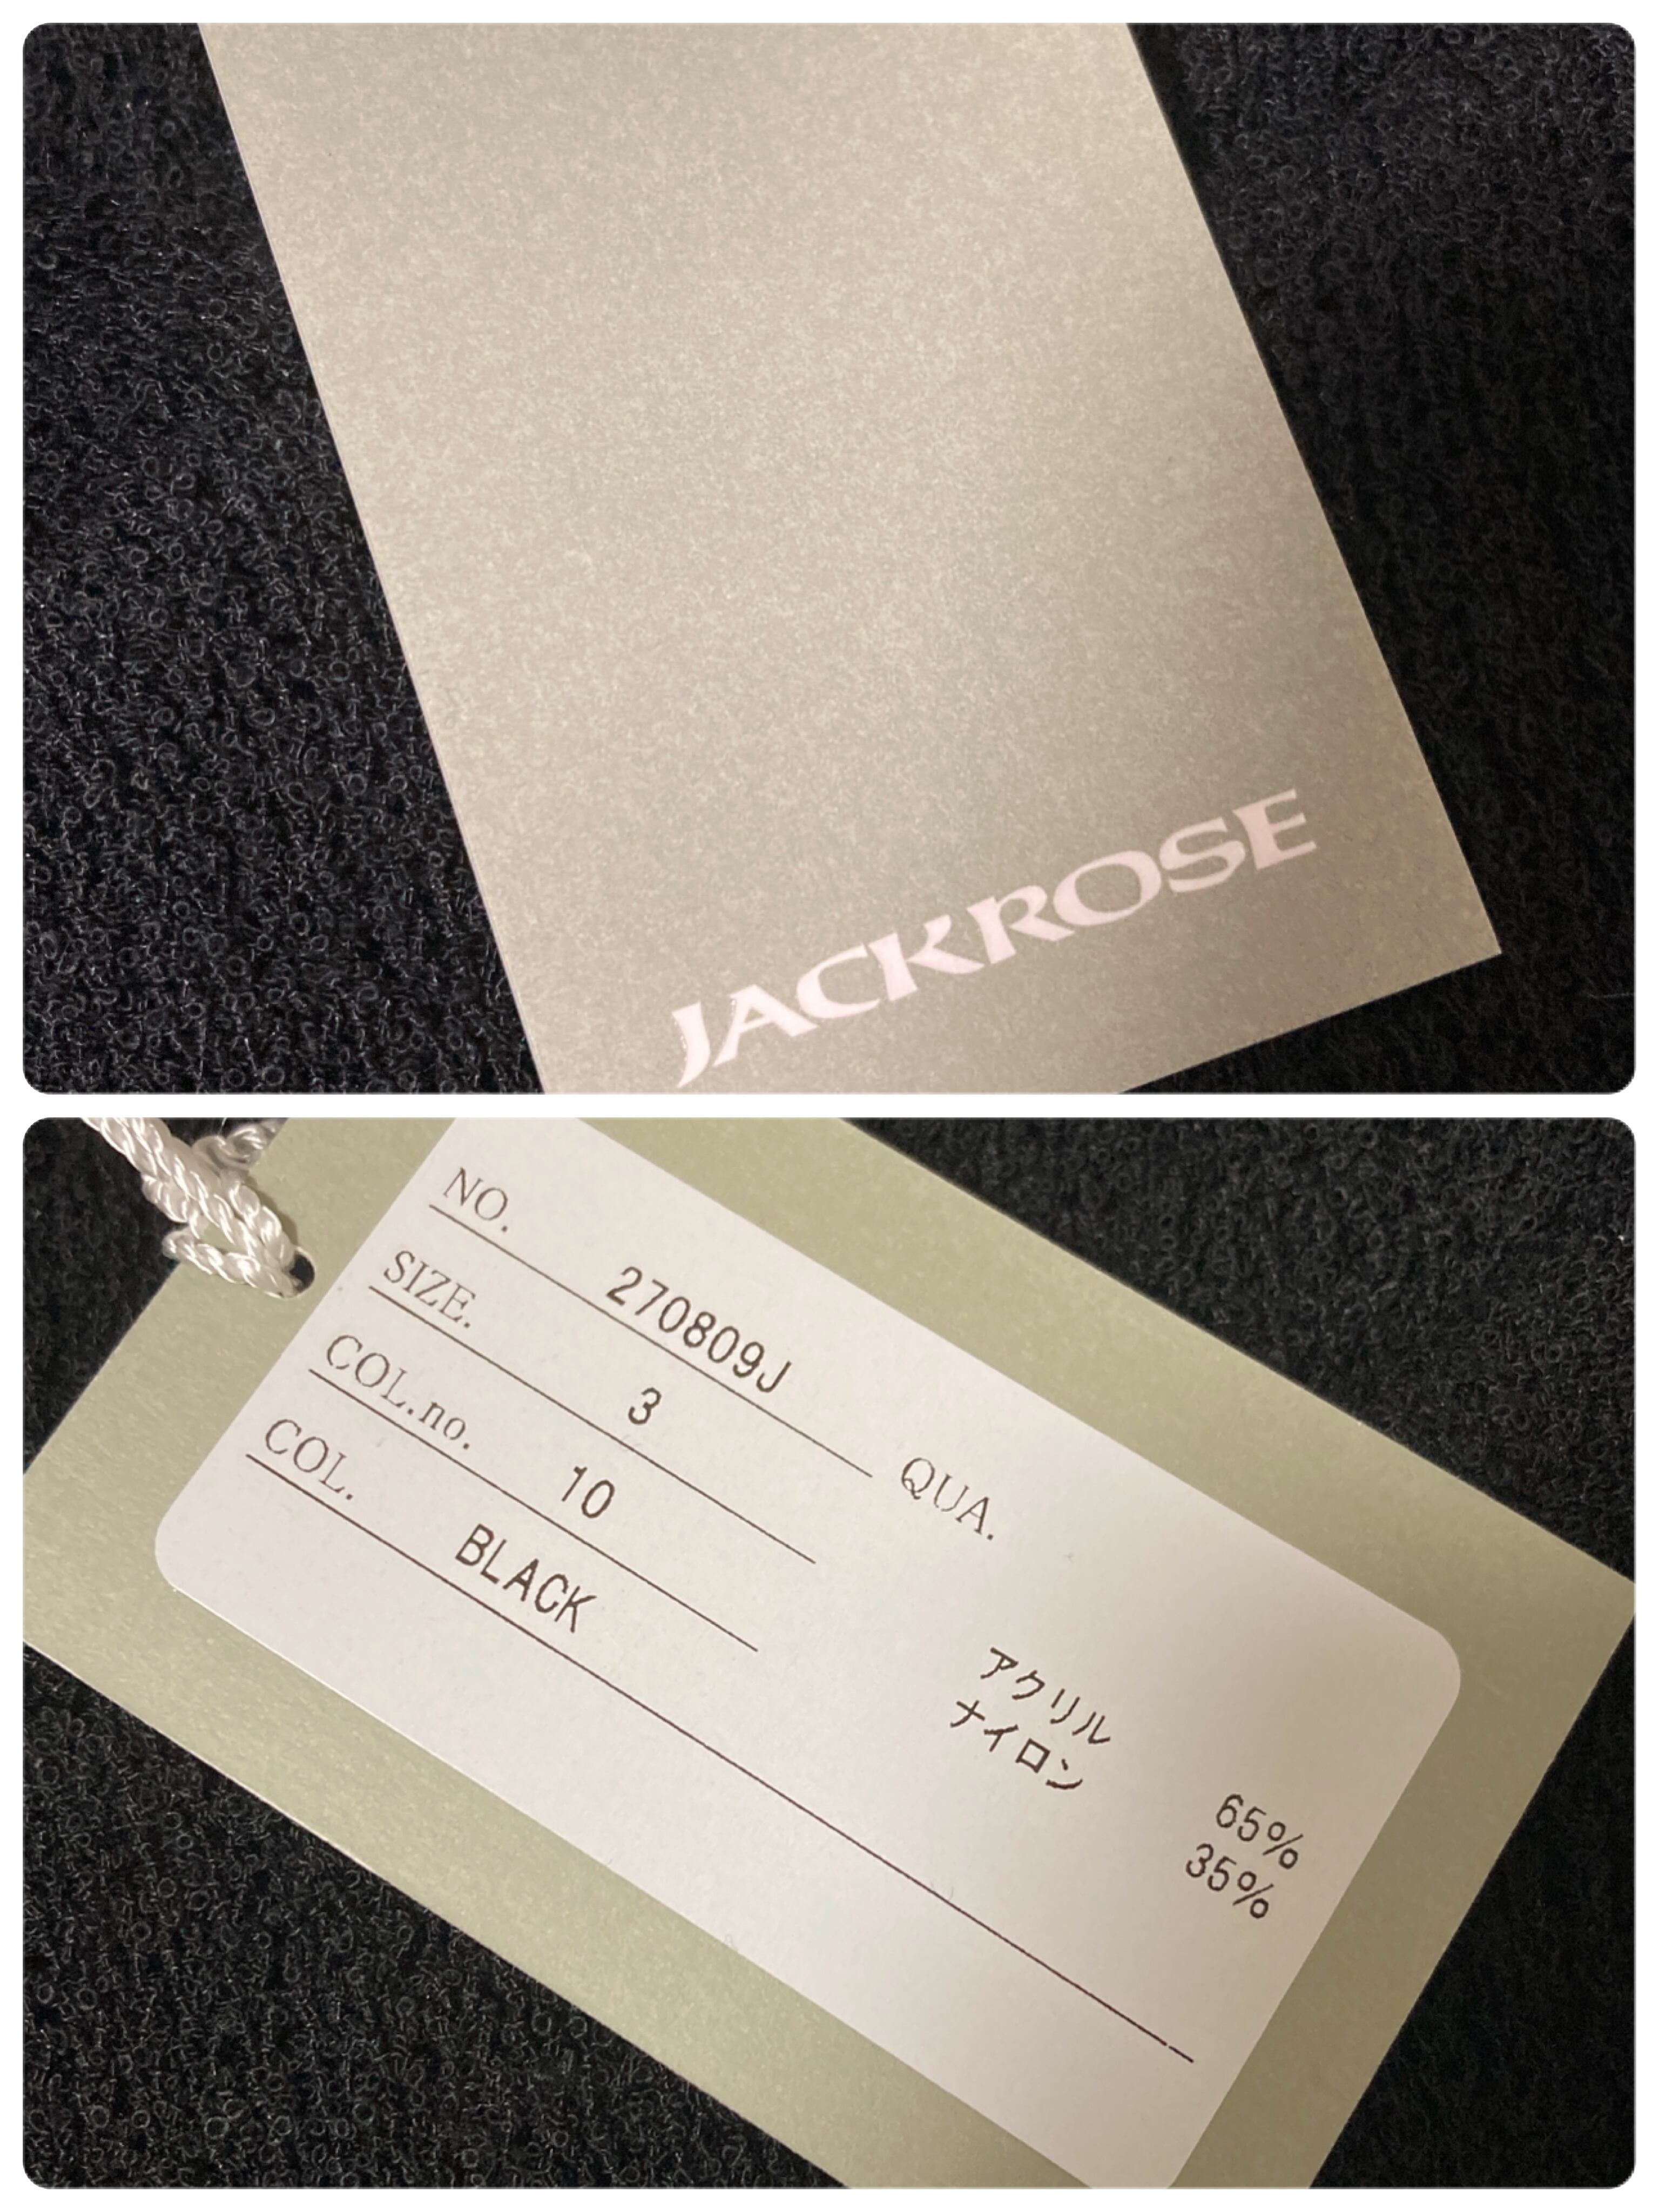 JACKROSE
NO. 270809J
SIZE. 3
COL.no. 10
COL. BLACK
QUA.
アクリル 65%
ナイロン 35%